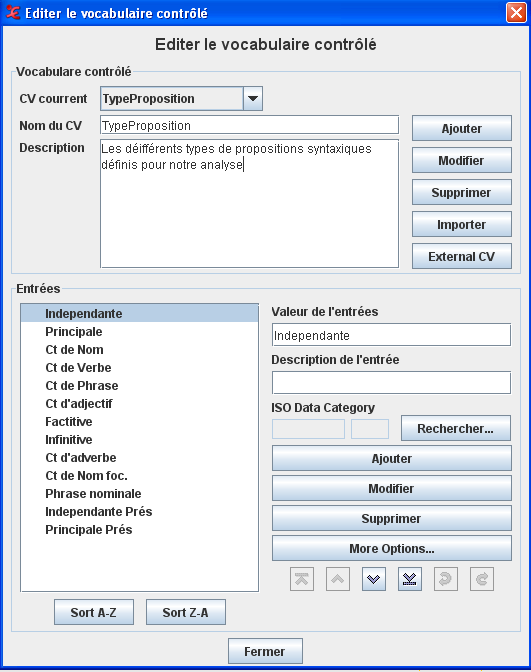 Editer le vocabulaire contrôlé
Editer le vocabulaire contrôlé
Vocabulare contrôlé
CV courrent
TypeProposition
Nom du CV
TypeProposition
Description
Les déifférents types de propositions syntaxiques
définis pour notre analyse
Ajouter
Modifier
Supprimer
Importer
External CV
Entrées
Independante
Principale
Ct de Nom
Ct de Verbe
Ct de Phrase
Ct d'adjectif
Factitive
Infinitive
Ct d'adverbe
Ct de Nom foc.
Phrase nominale
Independante Prés
Principale Prés
Sort A-Z
Sort Z-A
Valeur de l'entrées
Independante
Description de l'entrée
ISO Data Category
Rechercher...
Ajouter
Modifier
Supprimer
More Options...
Fermer